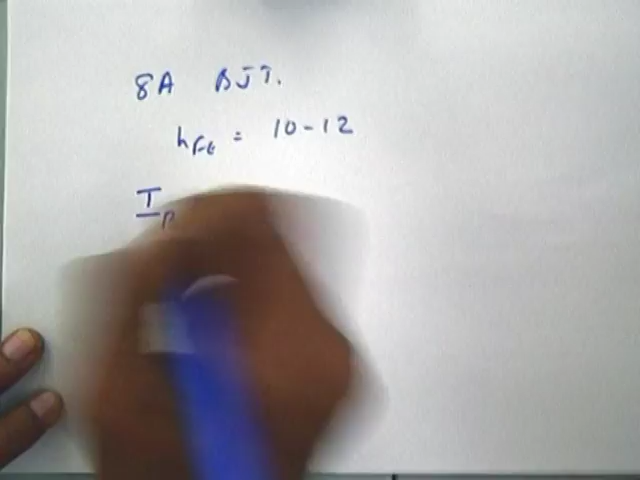 8A BJT.
hFE = 10-12
I